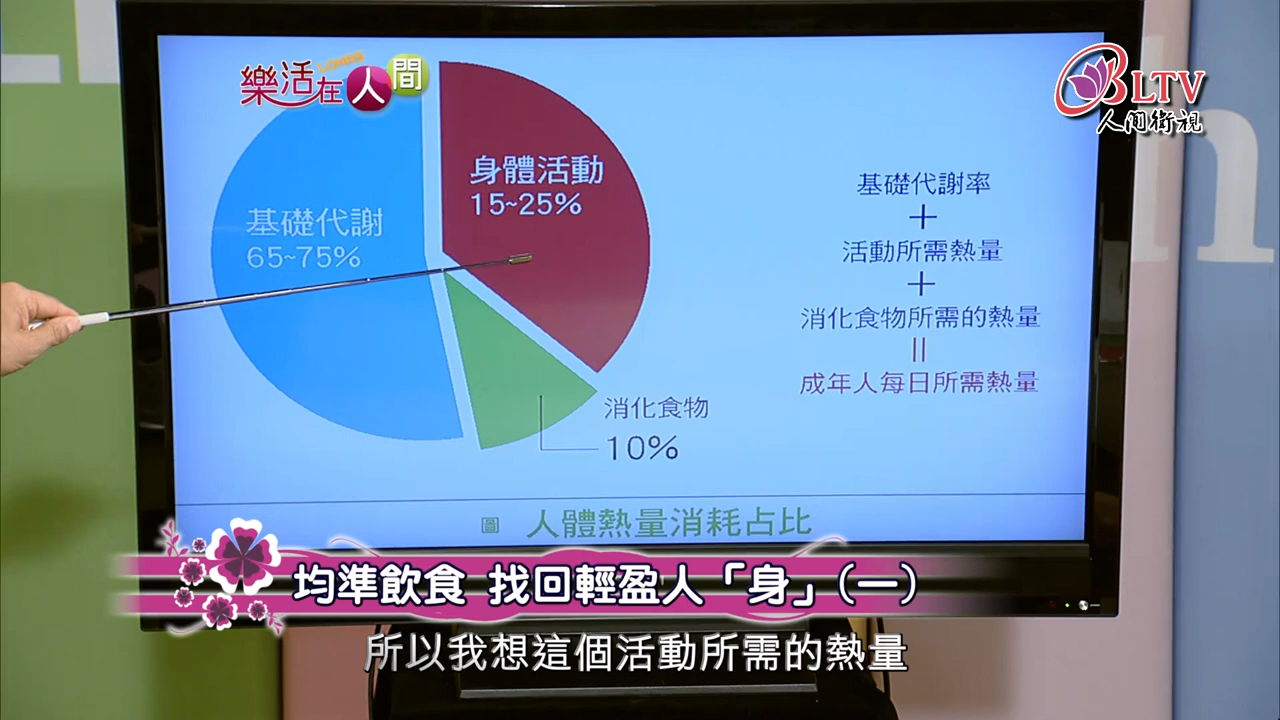 樂活在人間
LOHAS
BLTV
人間衛視
身體活動
15~25%
基礎代謝
65~75%
消化食物
10%
基礎代謝率
+
活動所需熱量
+
消化食物所需的熱量
=
成年人每日所需熱量
圖 人體熱量消耗占比
均準飲食 找回輕盈人「身」(一)
所以我想這個活動所需的熱量